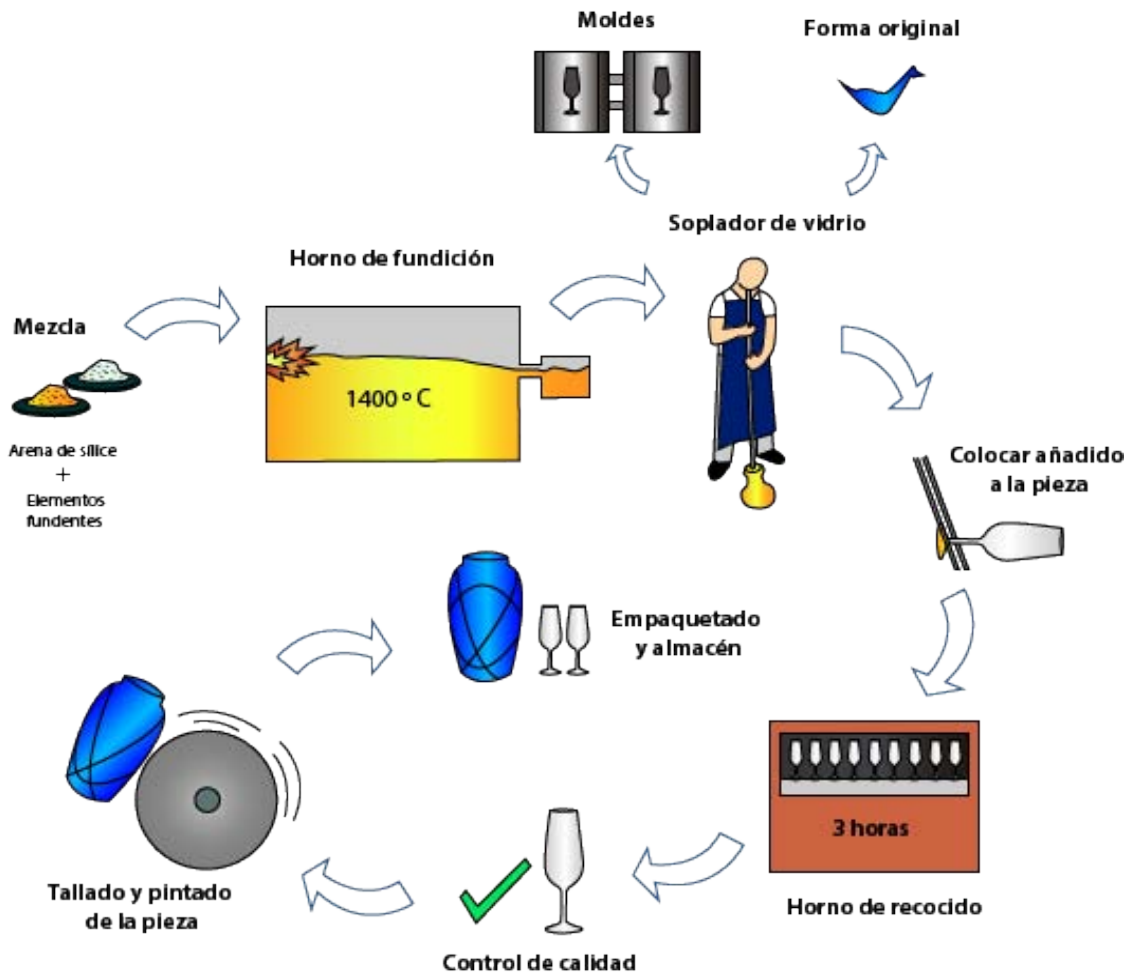 Moldes
Forma original
Soplador de vidrio
Horno de fundición
Mezcla
1400 º C
Arena de sílice
+
Elementos
fundentes
Colocar añadido
a la pieza
Empaquetado
y almacén
3 horas
Horno de recocido
Tallado y pintado
de la pieza
Control de calidad